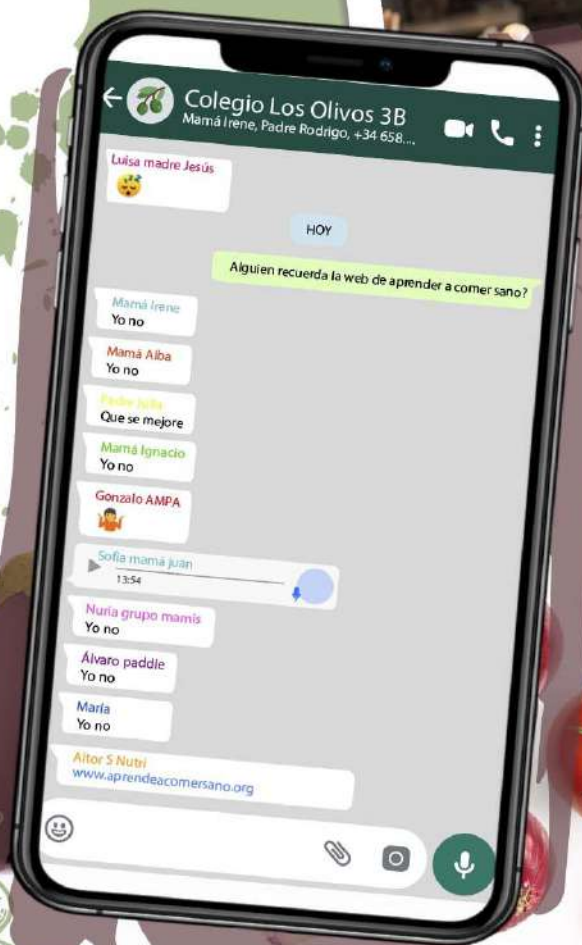 Colegio Los Olivos 3B
Mamá Irene, Padre Rodrigo, +34 658....
Luisa madre Jesús
HOY
Alguien recuerda la web de aprender a comer sano?
Mamá Irene
Yo no
Mamá Alba
Yo no
Padre Julia
Que se mejore
Mamá Ignacio
Yo no
Gonzalo AMPA
Sofía mamá juan
13:54
Nuria grupo mamis
Yo no
Álvaro paddle
Yo no
María
Yo no
Aitor S Nutri
www.aprendeacomersano.org